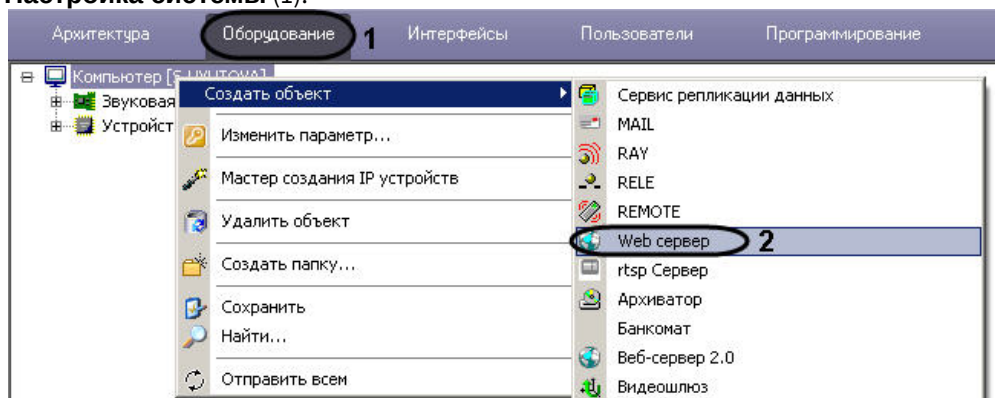 Настройка системы (1).
Архитектура Оборудование 1 Интерфейсы Пользователи Программирование
Компьютер
Звуковая
Устройст
Создать объект
Изменить параметр...
Мастер создания IP устройств
Удалить объект
Создать папку...
Сохранить
Найти...
Отправить всем
Сервис репликации данных
MAIL
RAY
RELE
REMOTE
Web сервер 2
rtsp Сервер
Архиватор
Банкомат
Веб-сервер 2.0
Видеошлюз